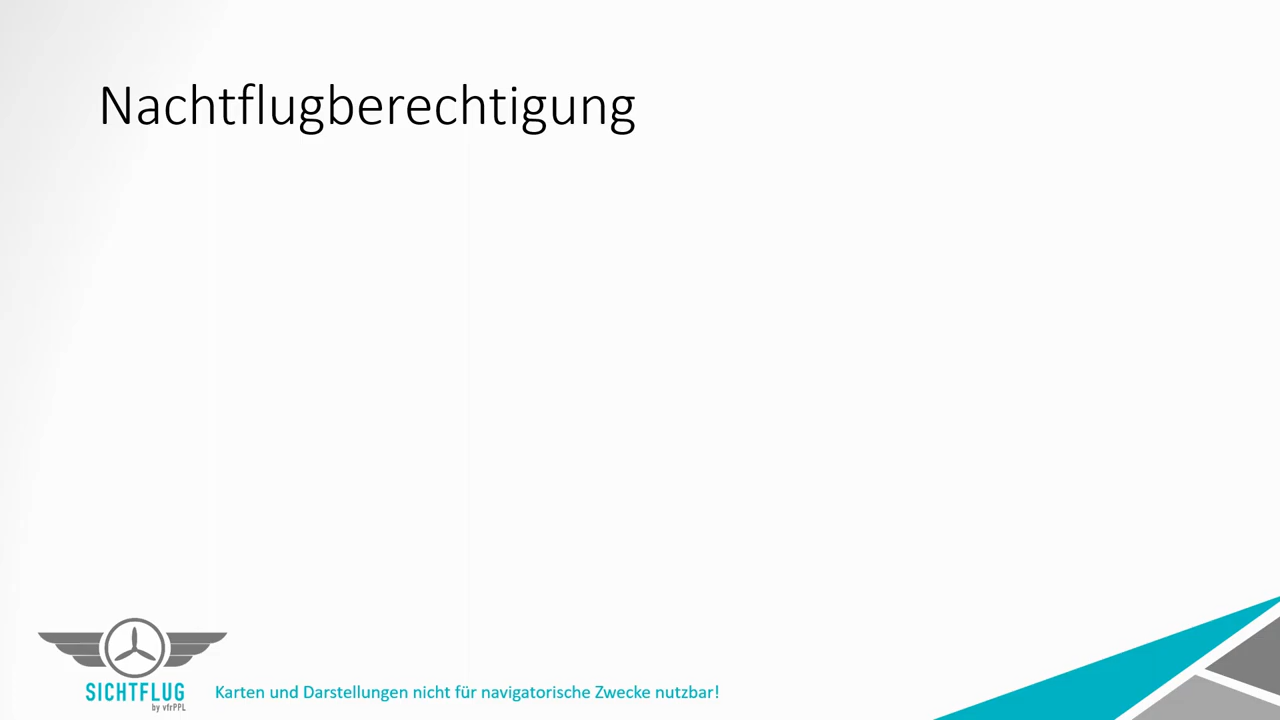 Nachtflugberechtigung
SICHTFLUG
by vfrPPL
Karten und Darstellungen nicht für navigatorische Zwecke nutzbar!